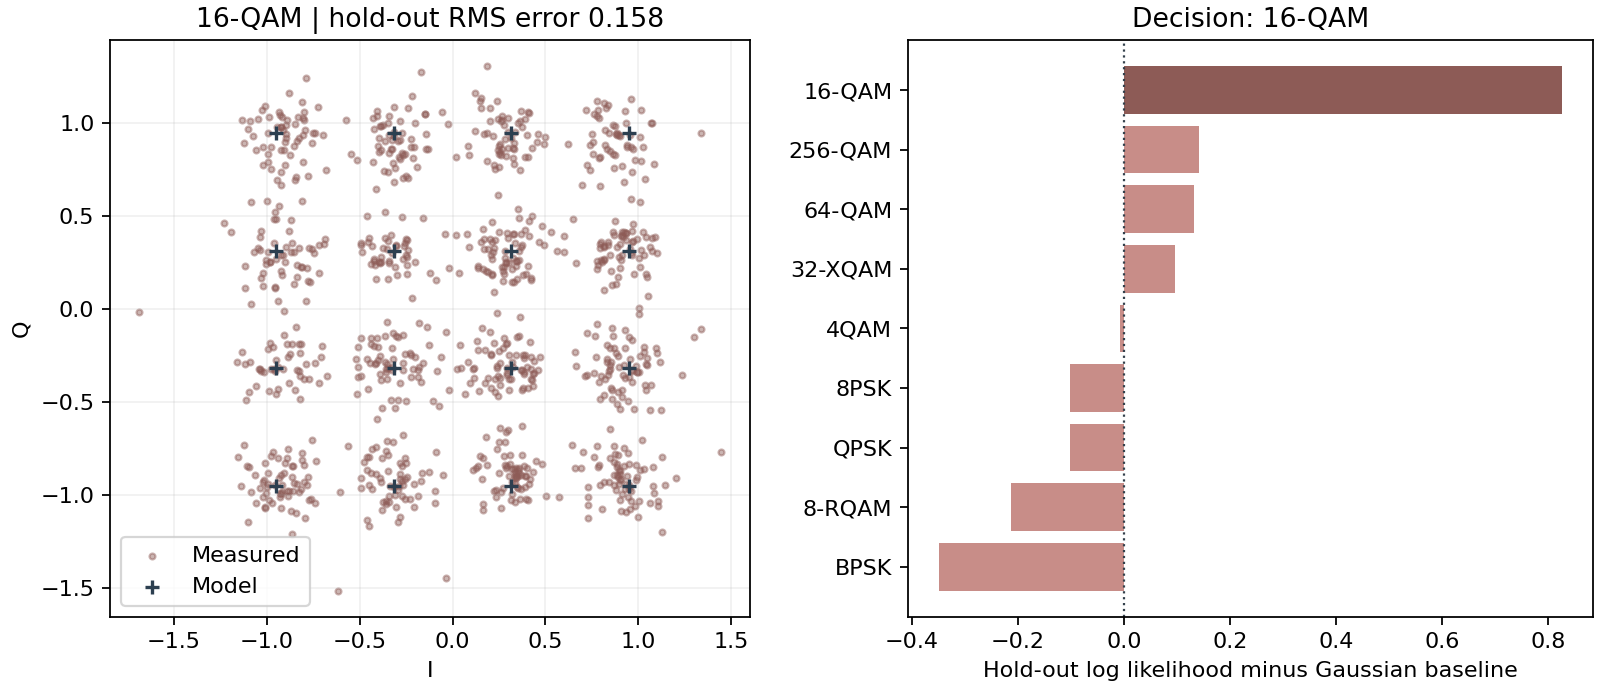 16-QAM | hold-out RMS error 0.158
1.0
0.5
0.0
−0.5
−1.0
−1.5
Q
Measured
Model
−1.5
−1.0
−0.5
0.0
0.5
1.0
1.5
I
Decision: 16-QAM
16-QAM
256-QAM
64-QAM
32-XQAM
4QAM
8PSK
QPSK
8-RQAM
BPSK
−0.4
−0.2
0.0
0.2
0.4
0.6
0.8
Hold-out log likelihood minus Gaussian baseline